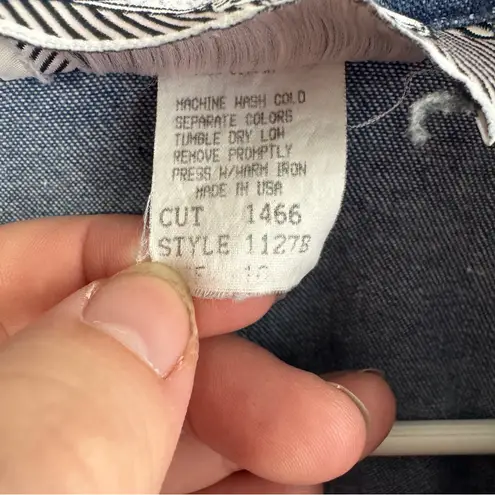 MACHINE WASH COLD
SEPARATE COLORS
TUMBLE DRY LOW
REMOVE PROMPTLY
PRESS W/WARM IRON
MADE IN USA
CUT 1466
STYLE 1127B